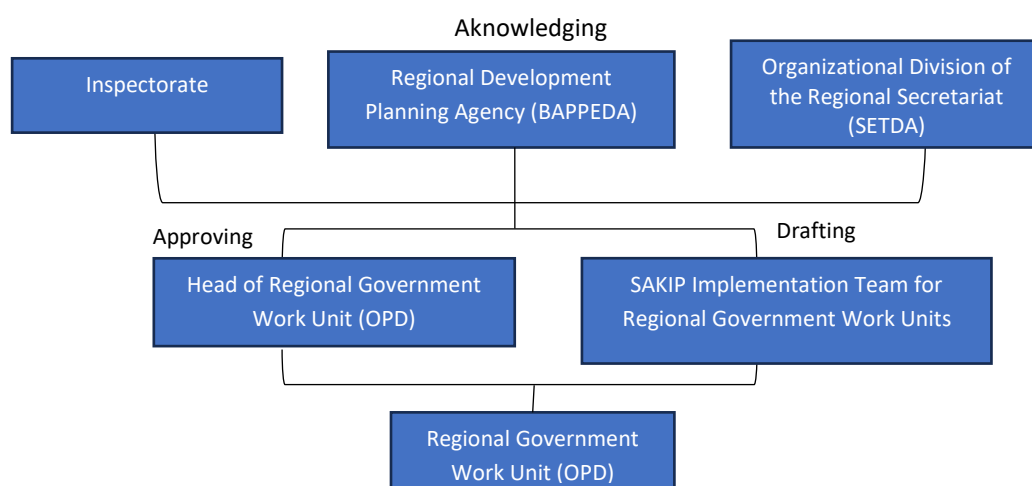 Aknowledging
Inspectorate
Regional Development
Planning Agency (BAPPEDA)
Organizational Division of
the Regional Secretariat
(SETDA)
Approving
Drafting
Head of Regional Government
Work Unit (OPD)
SAKIP Implementation Team for
Regional Government Work Units
Regional Government
Work Unit (OPD)